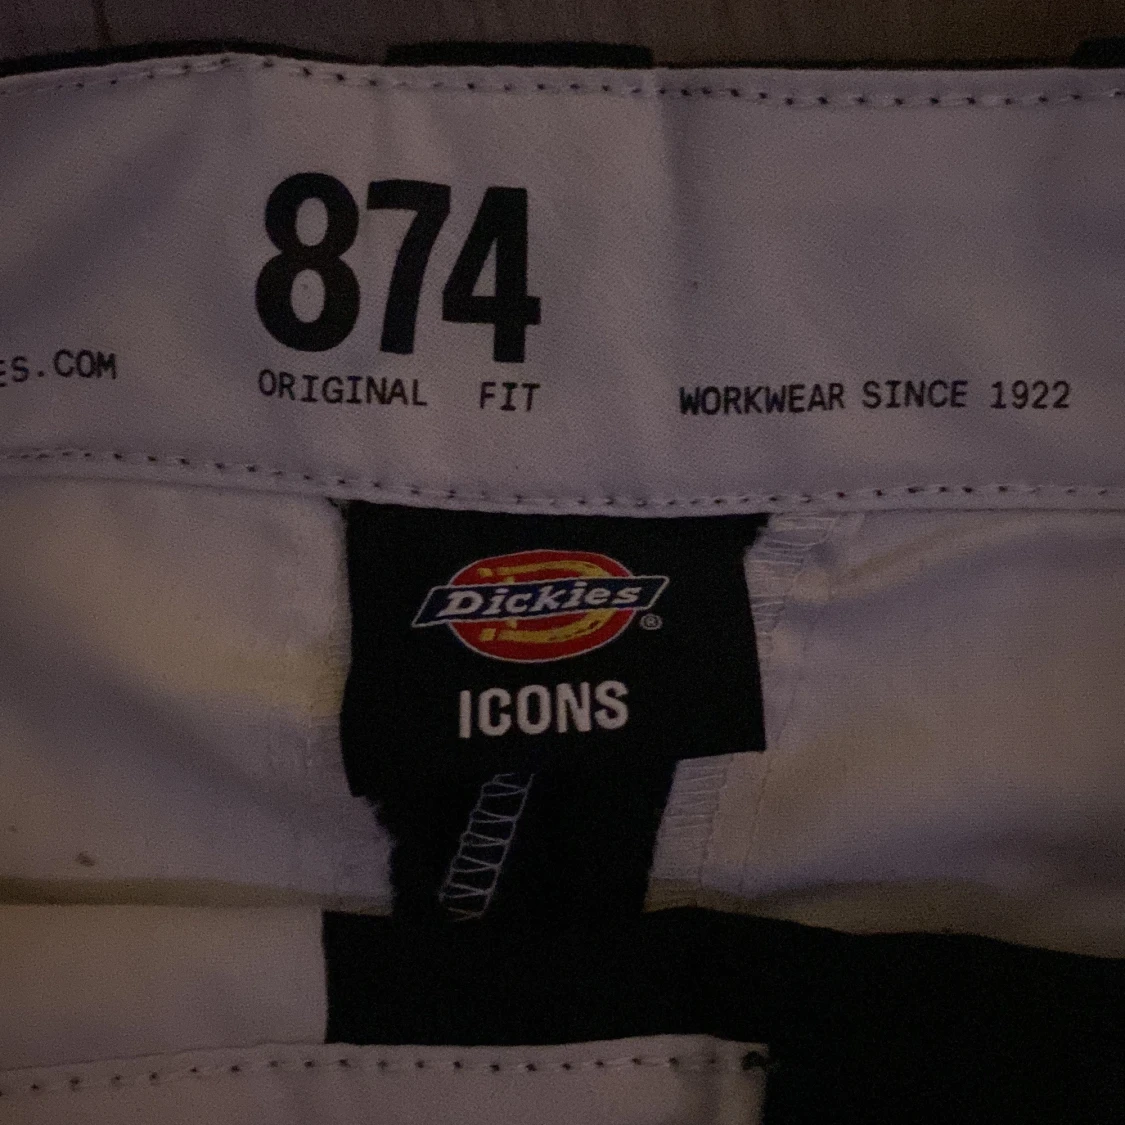 874
ES.COM
ORIGINAL FIT
WORKWEAR SINCE 1922
Dickies®
ICONS